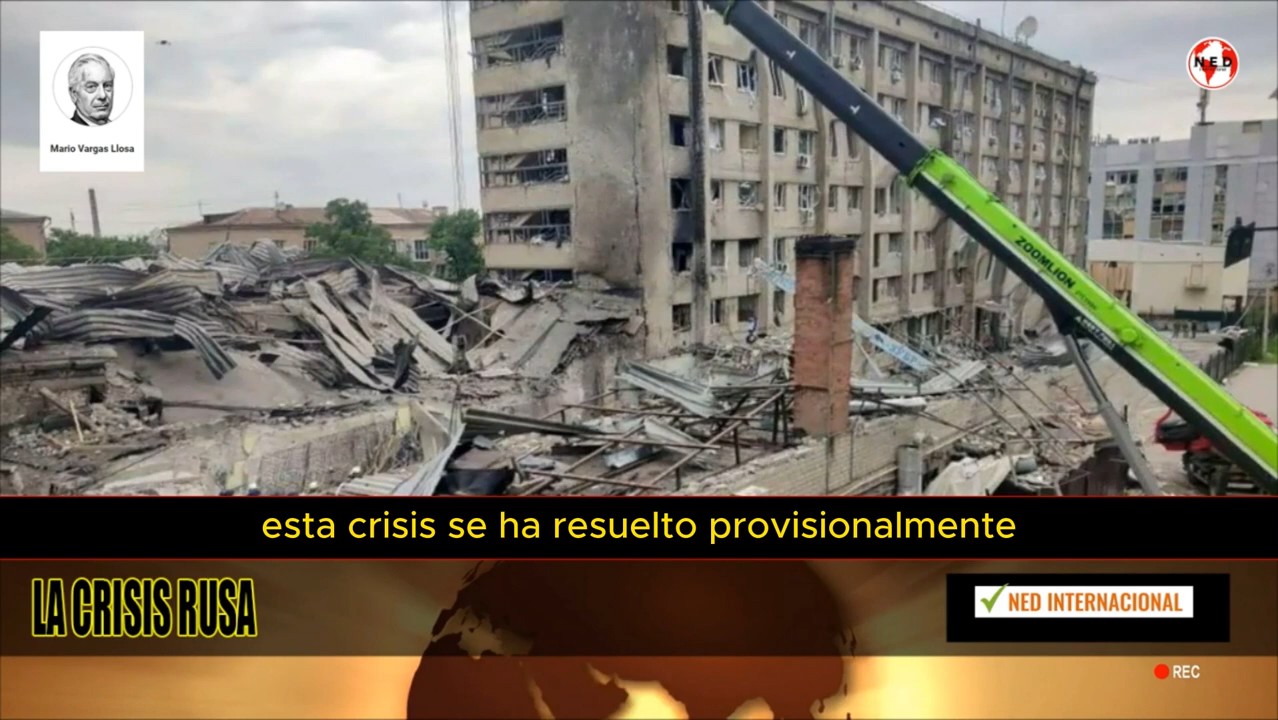 Mario Vargas Llosa
NED
ZOOMLION
esta crisis se ha resuelto provisionalmente
LA CRISIS RUSA
NED INTERNACIONAL
REC